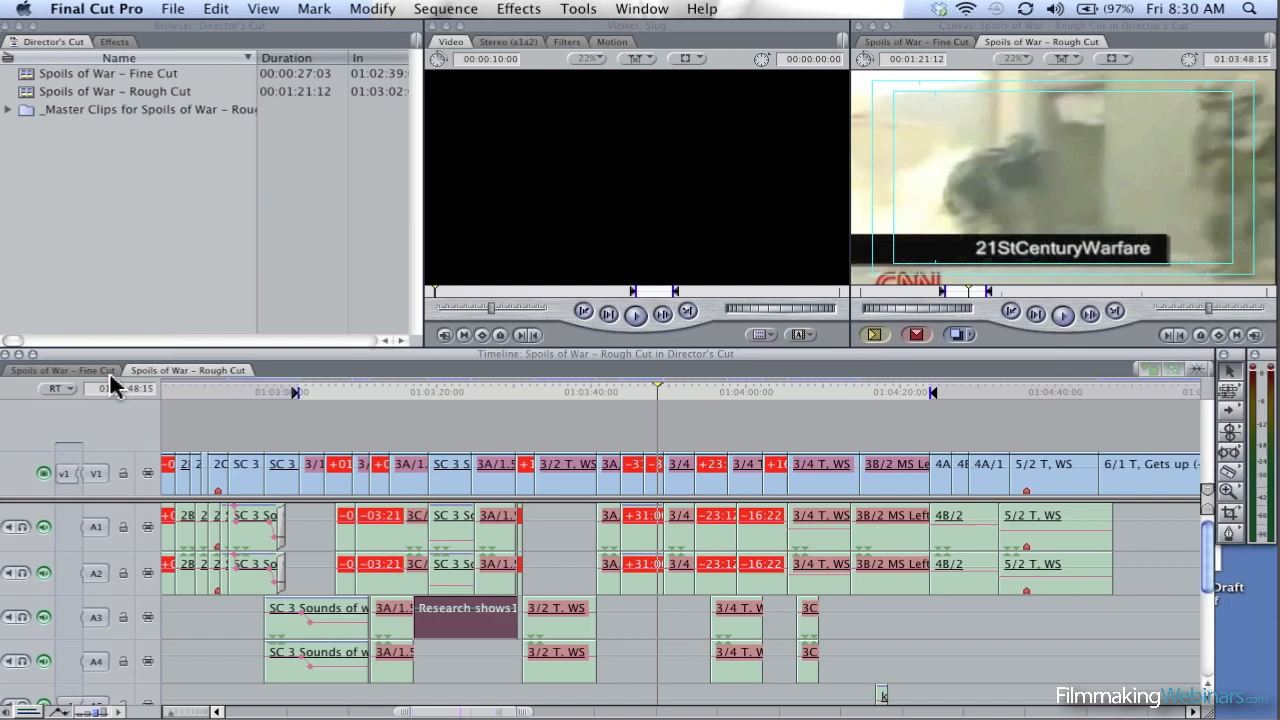 Final Cut Pro File Edit View Mark Modify Sequence Effects Tools Window Help (97%) Fri 8:30 AM
Browser: Director's Cut Viewer: Slug Canvas: Spoils of War – Rough Cut in Director's Cut
Director's Cut Effects Video Stereo (a1a2) Filters Motion Spoils of War – Fine Cut Spoils of War – Rough Cut
Name Duration In 00:00:10:00 22% 00:00:00:00 00:01:21:12 22% 01:03:48:15
Spoils of War – Fine Cut 00:00:27:03 01:02:39:
Spoils of War – Rough Cut 00:01:21:12 01:03:02:
_Master Clips for Spoils of War – Roug
21StCenturyWarfare
CNN
Timeline: Spoils of War – Rough Cut in Director's Cut
Spoils of War – Fine Cut Spoils of War – Rough Cut
RT 48:15 01:03:20:00 01:03:40:00 01:04:00:00 01:04:20:00 01:04:40:00
v1 V1 2 2 2C SC 3 SC 3 3/1 +01 +0 3A/1. SC 3 S 3A/1.5 +1 3/2 T, WS 3A, -3 -8 3/4 +23: 3/4 T +16 3/4 T, WS 3B/2 MS Le 4A 4E 4A/1 5/2 T, WS 6/1 T, Gets up (
A1 +0 2B 2 2 SC 3 So -0 -03:21 3C/ SC 3 S 3A/1.5 3A, +31:0 3/4 -23:12 -16:22 3/4 T, WS 3B/2 MS Left 4B/2 5/2 T, WS
A2 +0 2B 2 2 SC 3 So -0 -03:21 3C/ SC 3 S 3A/1.5 3A, +31:0 3/4 -23:12 -16:22 3/4 T, WS 3B/2 MS Left 4B/2 5/2 T, WS
A3 SC 3 Sounds of w 3A/1.5 Research shows1 3/2 T, WS 3/4 T, W 3C
A4 SC 3 Sounds of w 3A/1.5 3/2 T, WS 3/4 T, W 3C
k
Draft
f
FilmmakingWebinars.com